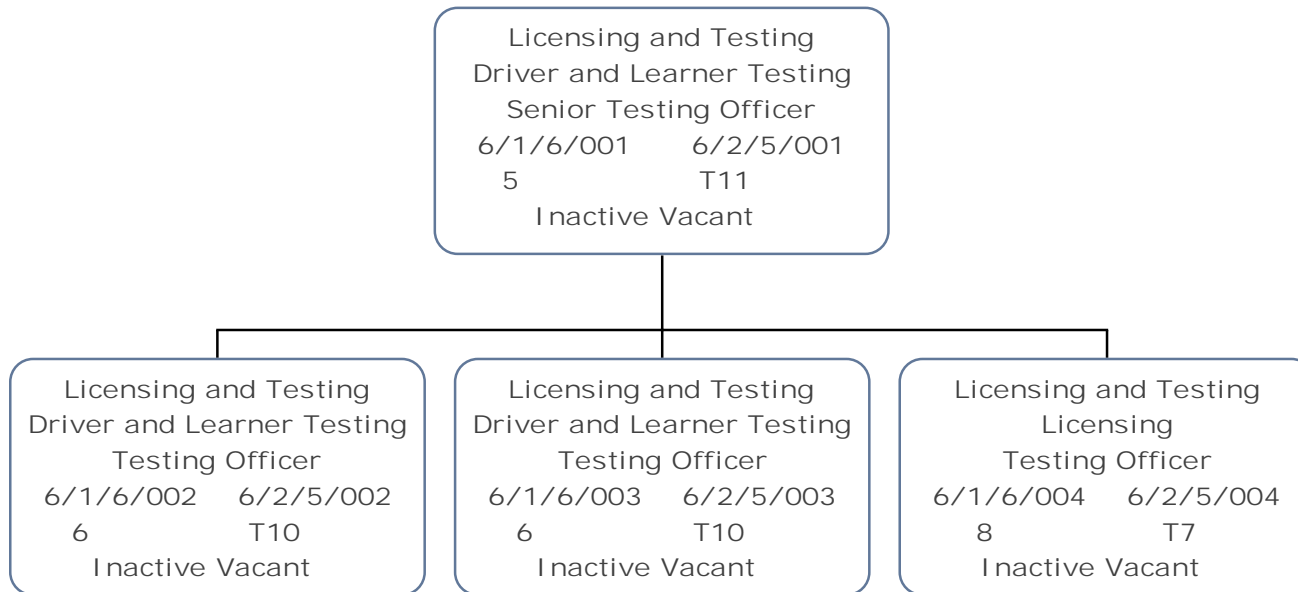 Licensing and Testing
Driver and Learner Testing
Senior Testing Officer
6/1/6/001 6/2/5/001
5 T11
Inactive Vacant
Licensing and Testing
Driver and Learner Testing
Testing Officer
6/1/6/002 6/2/5/002
6 T10
Inactive Vacant
Licensing and Testing
Driver and Learner Testing
Testing Officer
6/1/6/003 6/2/5/003
6 T10
Inactive Vacant
Licensing and Testing
Licensing
Testing Officer
6/1/6/004 6/2/5/004
8 T7
Inactive Vacant